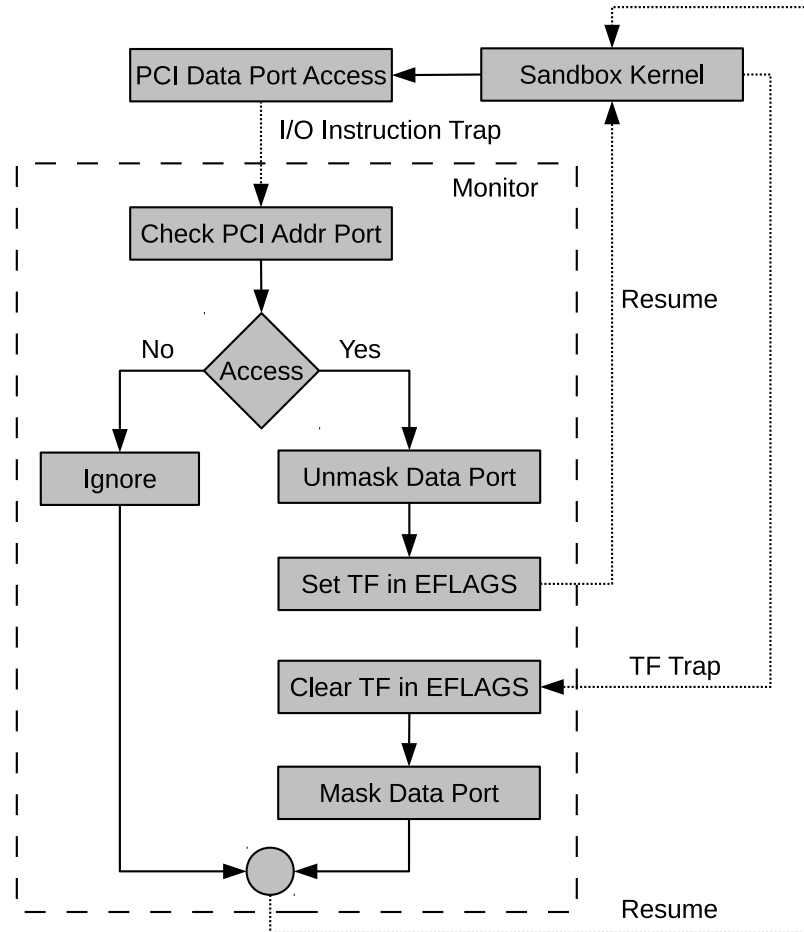 PCI Data Port Access
Sandbox Kernel
I/O Instruction Trap
Monitor
Check PCI Addr Port
Resume
No
Yes
Access
Ignore
Unmask Data Port
Set TF in EFLAGS
TF Trap
Clear TF in EFLAGS
Mask Data Port
Resume